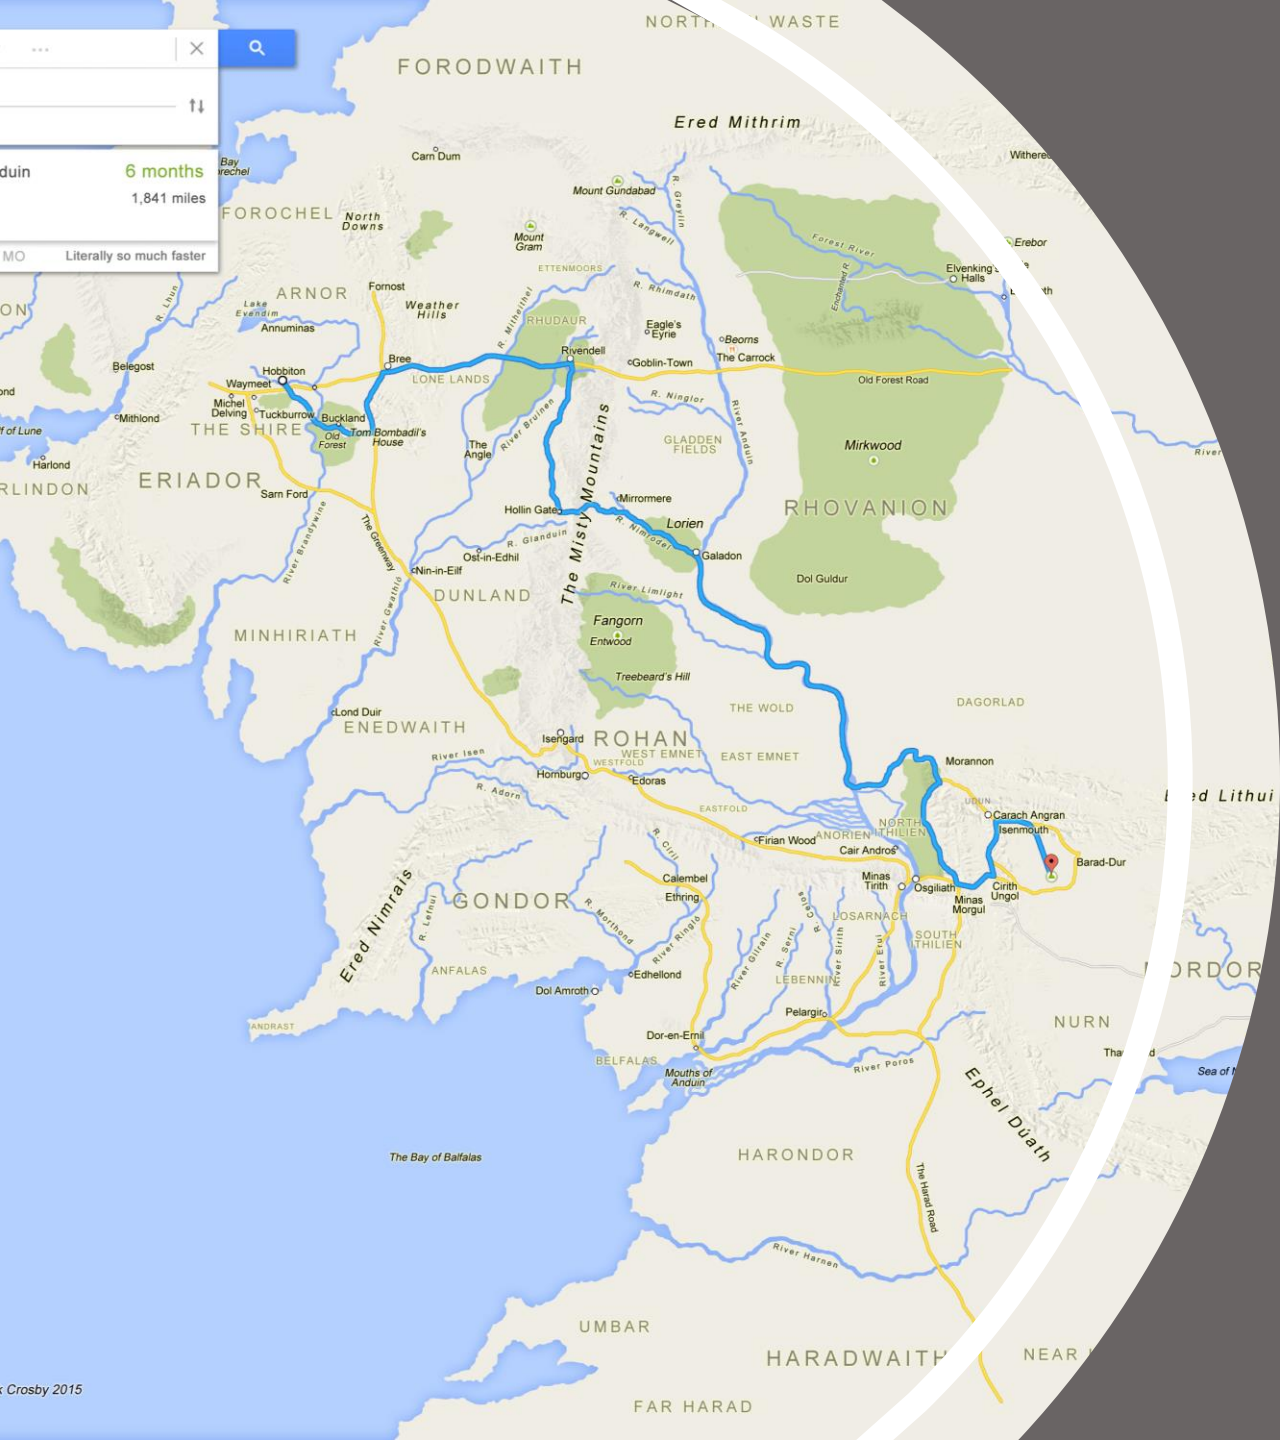 NORTH
WASTE
FORODWAITH
Ered Mithrim
duin
6 months
1,841 miles
MO
Literally so much faster
Bay
Carn Dum
Mount Gundabad
R. Greylin
R. Langwell
FOROCHEL
North
Downs
Mount
Gram
ETTENMOORS
Forest River
Erebor
Elvenking's
Halls
Enchanted R.
R. Lhun
ARNOR
Fornost
Weather
Hills
Lake
Evendim
Annuminas
R. Mitheithel
R. Rhimdath
RHUDAUR
Eagle's
Eyrie
Beorns
The Carrock
Rivendell
Goblin-Town
Bree
Belegost
Hobbiton
Waymeet
LONE LANDS
Old Forest Road
Michel
Delving
Tuckburrow
Buckland
Mithlond
THE SHIRE
Old
Forest
Tom Bombadil's
House
River Bruinen
R. Ninglor
River Anduin
GLADDEN
FIELDS
Mirkwood
The
Angle
The Misty Mountains
River
Harlond
ERIADOR
Sarn Ford
Mirrormere
Hollin Gate
RHOVANION
Lorien
R. Nimrodel
R. Glanduin
Ost-in-Edhil
Galadon
The Greenway
River Brandywine
Nin-in-Eilf
Dol Guldur
River Limlight
DUNLAND
River Gwathló
Fangorn
Entwood
MINHIRIATH
Treebeard's Hill
Lond Duir
ENEDWAITH
THE WOLD
DAGORLAD
Isengard
ROHAN
WEST EMNET
EAST EMNET
WESTFOLD
River Isen
Hornburg
Edoras
Morannon
R. Adorn
EASTFOLD
UDUN
Carach Angran
Isenmouth
NORTH
ITHILIEN
ANORIEN
Firian Wood
Cair Andros
R. Ciril
Calembel
Ethring
Minas
Tirith
Osgiliath
Minas
Morgul
Cirith
Ungol
Barad-Dur
Ered Nimrais
GONDOR
R. Lefnui
R. Morthond
River Ringló
LOSARNACH
SOUTH
ITHILIEN
River Gilrain
R. Serni
R. Celos
River Sirith
River Erui
ANFALAS
Edhellond
LEBENNIN
Dol Amroth
Pelargir
ANDRAST
Dor-en-Ernil
BELFALAS
Mouths of
Anduin
River Poros
NURN
Ephel Dúath
The Bay of Balfalas
HARONDOR
The Harad Road
River Harnen
UMBAR
HARADWAITH
NEAR
FAR HARAD
Crosby 2015